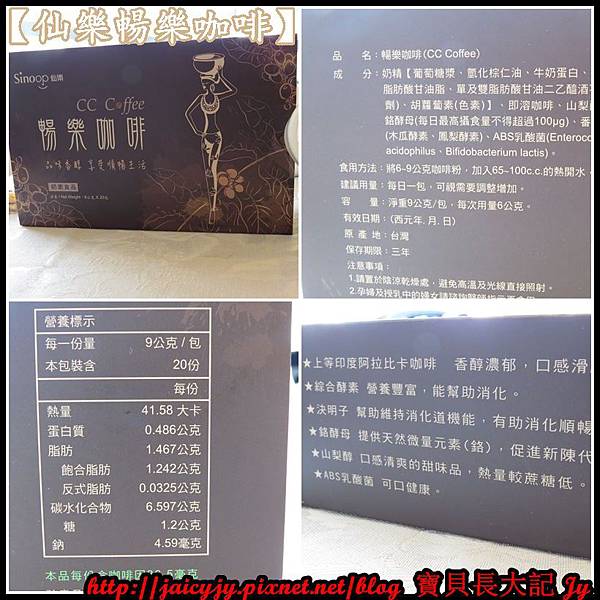 【仙樂暢樂咖啡】
Sinoop 仙樂
CC Coffee
暢樂咖啡
品味香醇 享受順暢生活
奶素食品
品 名：暢樂咖啡(CC Coffee)
成 分：奶精【葡萄糖漿、氫化棕仁油、牛奶蛋白、
脂肪酸甘油脂、單及雙脂肪酸甘油二乙醯酒
劑)、胡蘿蔔素(色素)】、即溶咖啡、山梨
鉻酵母(每日最高攝食量不得超過100µg)、番
(木瓜酵素、鳳梨酵素)、ABS乳酸菌(Enteroco
acidophilus、Bifidobacterium lactis)。
食用方法：將6~9公克咖啡粉，加入65~100c.c.的熱開水，
建議用量：每日一包，可視需要調整增加。
容 量：淨重9公克/包，每次用量6公克。
有效日期：(西元年.月.日)
原 產 地：台灣
保存期限：三年
注意事項：
1.請置於陰涼乾燥處，避免高溫及光線直接照射。
2.孕婦及授乳中的婦女請諮詢醫師指示再食用
營養標示
每一份量 9公克/包
本包裝含 20份
每份
熱量 41.58 大卡
蛋白質 0.486公克
脂肪 1.467公克
飽合脂肪 1.242公克
反式脂肪 0.0325公克
碳水化合物 6.597公克
糖 1.2公克
鈉 4.59毫克
★上等印度阿拉比卡咖啡 香醇濃郁，口感滑
★綜合酵素 營養豐富，能幫助消化。
★決明子 幫助維持消化道機能，有助消化順暢
★鉻酵母 提供天然微量元素(鉻)，促進新陳代
★山梨醇 口感清爽的甜味品，熱量較蔗糖低。
★ABS乳酸菌 可口健康。
http://jaicyjy.pixnet.net/blog 寶貝長大記 Jy